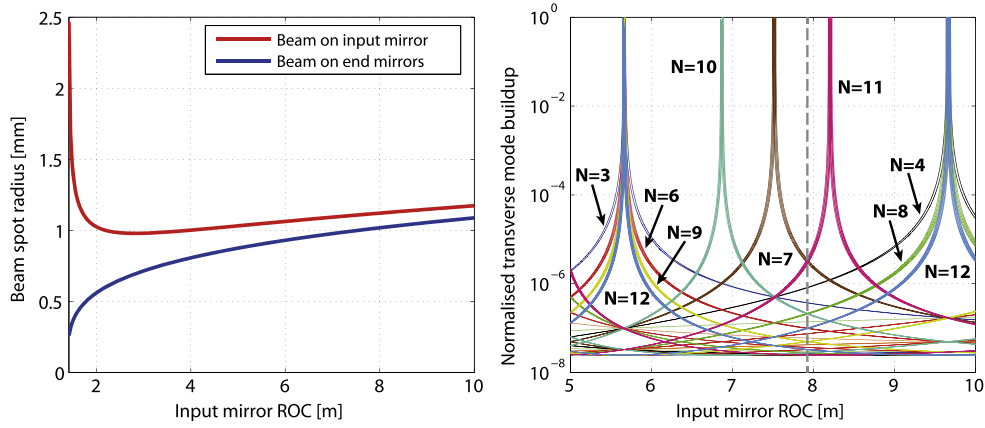 2.5
2
1.5
1
0.5
0
2
4
6
8
10
Input mirror ROC [m]
Beam spot radius [mm]
Beam on input mirror
Beam on end mirrors
10^0
10^-2
10^-4
10^-6
10^-8
5
6
7
8
9
10
Input mirror ROC [m]
Normalised transverse mode buildup
N=10
N=11
N=3
N=6
N=4
N=8
N=9
N=7
N=12
N=12